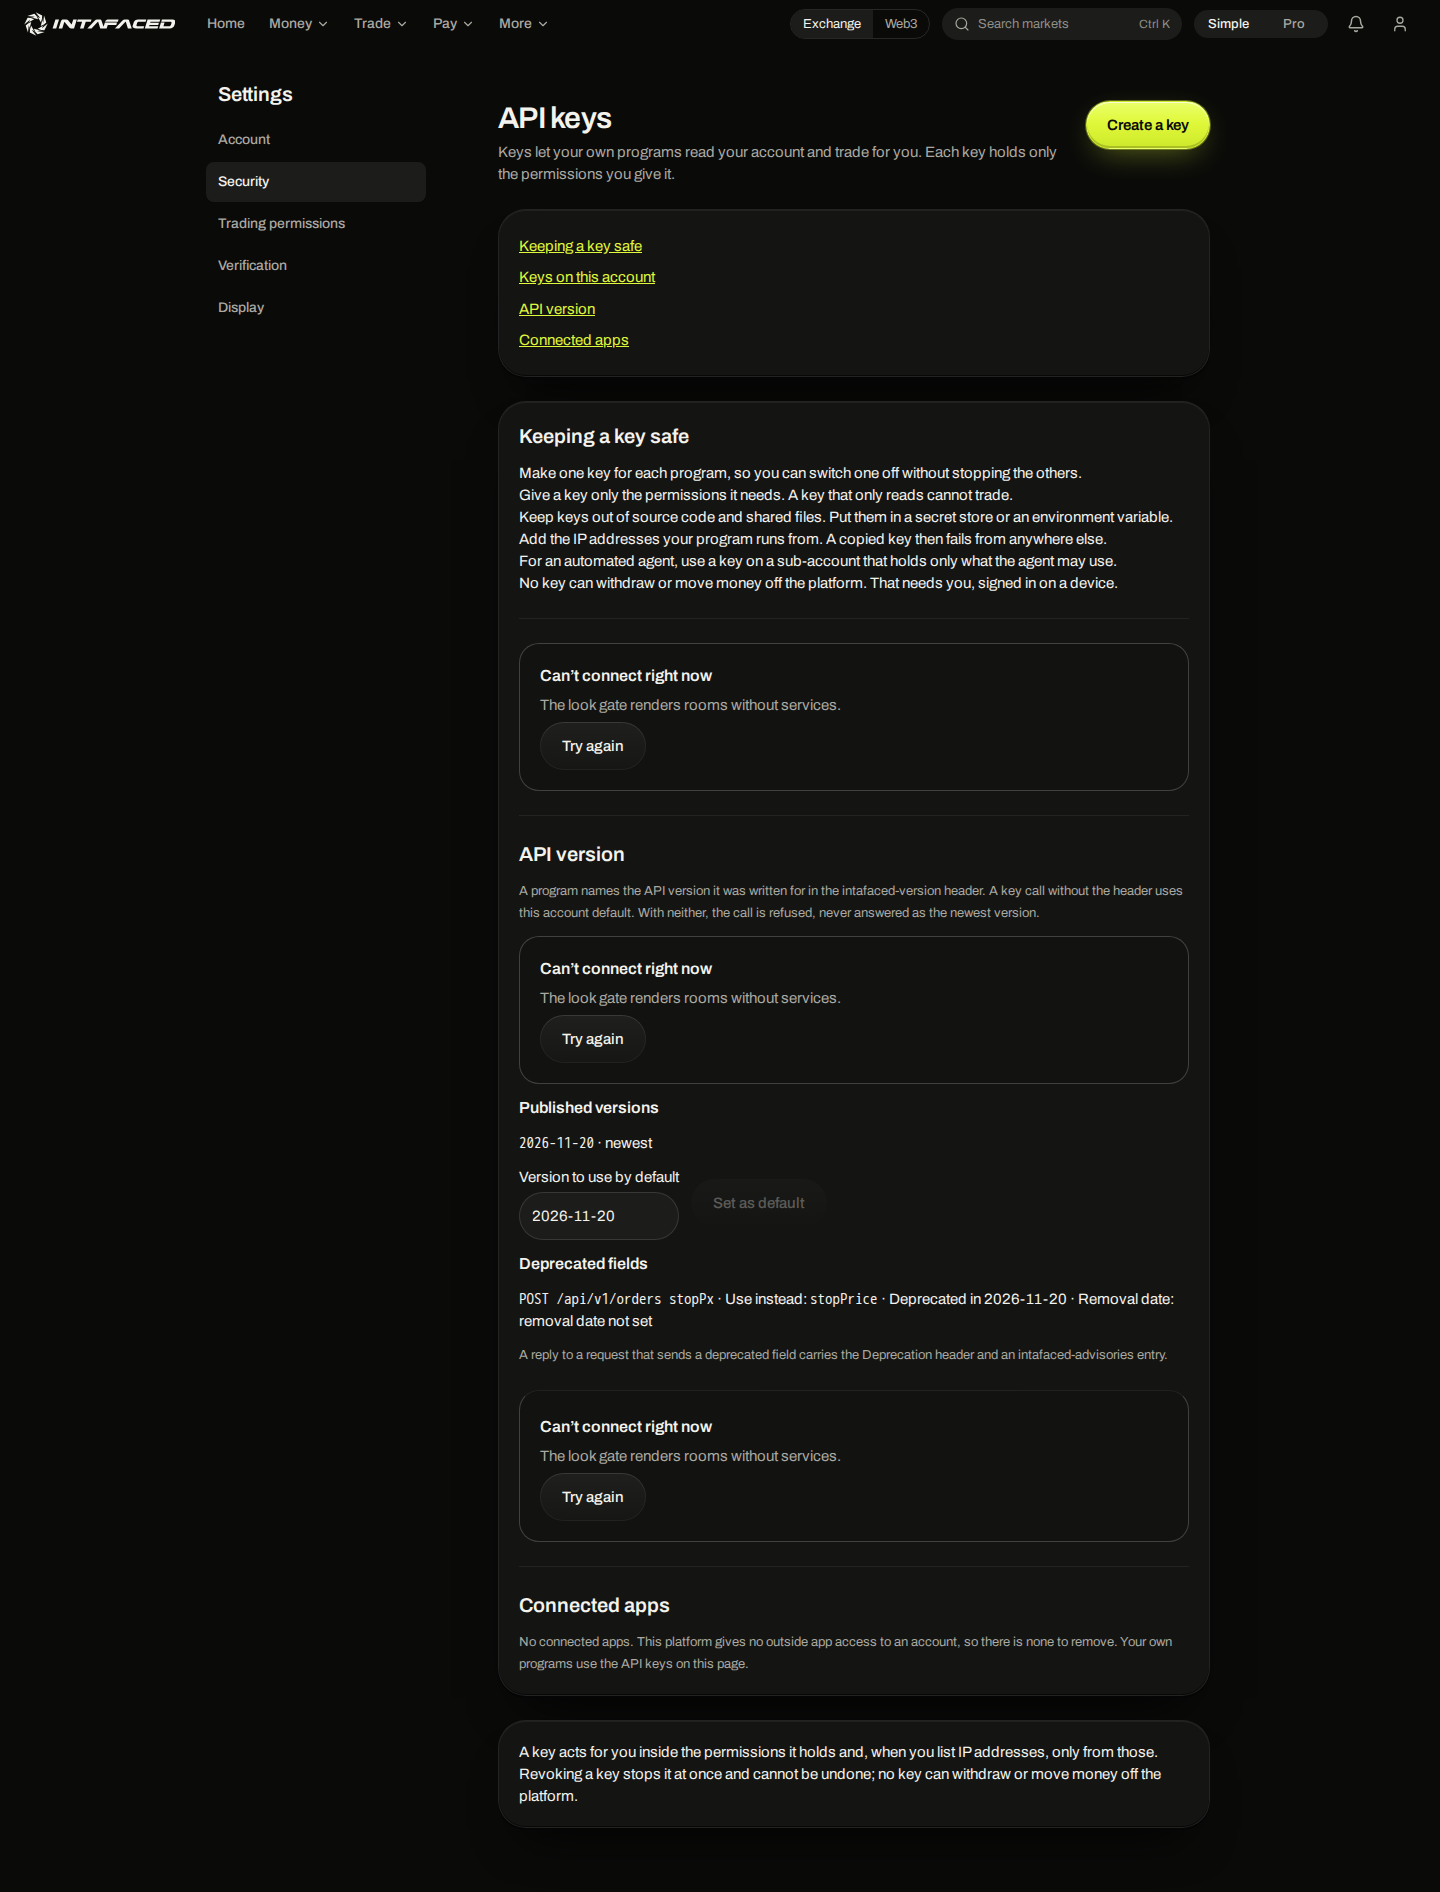 INTAFACED
Home
Money
Trade
Pay
More
Exchange
Web3
Search markets
Ctrl K
Simple
Pro
Settings
Account
Security
Trading permissions
Verification
Display
API keys
Keys let your own programs read your account and trade for you. Each key holds only
the permissions you give it.
Create a key
Keeping a key safe
Keys on this account
API version
Connected apps
Keeping a key safe
Make one key for each program, so you can switch one off without stopping the others.
Give a key only the permissions it needs. A key that only reads cannot trade.
Keep keys out of source code and shared files. Put them in a secret store or an environment variable.
Add the IP addresses your program runs from. A copied key then fails from anywhere else.
For an automated agent, use a key on a sub-account that holds only what the agent may use.
No key can withdraw or move money off the platform. That needs you, signed in on a device.
Can’t connect right now
The look gate renders rooms without services.
Try again
API version
A program names the API version it was written for in the intafaced-version header. A key call without the header uses
this account default. With neither, the call is refused, never answered as the newest version.
Can’t connect right now
The look gate renders rooms without services.
Try again
Published versions
2026-11-20 · newest
Version to use by default
2026-11-20
Set as default
Deprecated fields
POST /api/v1/orders stopPx · Use instead: stopPrice · Deprecated in 2026-11-20 · Removal date:
removal date not set
A reply to a request that sends a deprecated field carries the Deprecation header and an intafaced-advisories entry.
Can’t connect right now
The look gate renders rooms without services.
Try again
Connected apps
No connected apps. This platform gives no outside app access to an account, so there is none to remove. Your own
programs use the API keys on this page.
A key acts for you inside the permissions it holds and, when you list IP addresses, only from those.
Revoking a key stops it at once and cannot be undone; no key can withdraw or move money off the
platform.